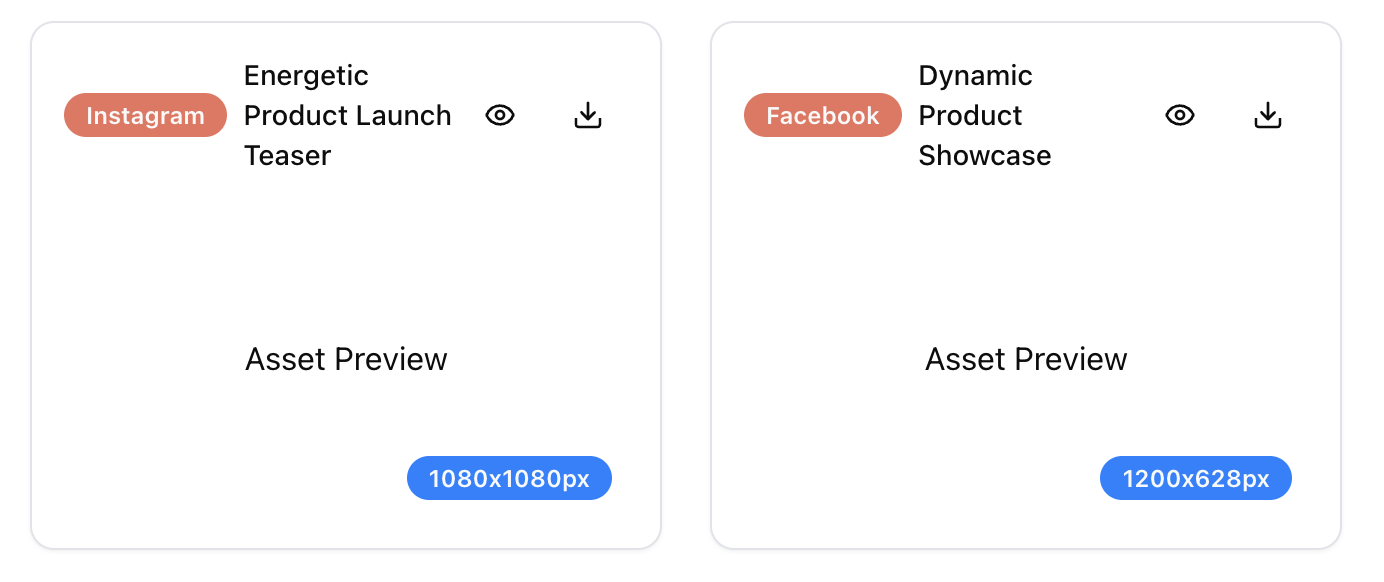 Instagram
Energetic
Product Launch
Teaser
Asset Preview
1080x1080px
Facebook
Dynamic
Product
Showcase
Asset Preview
1200x628px